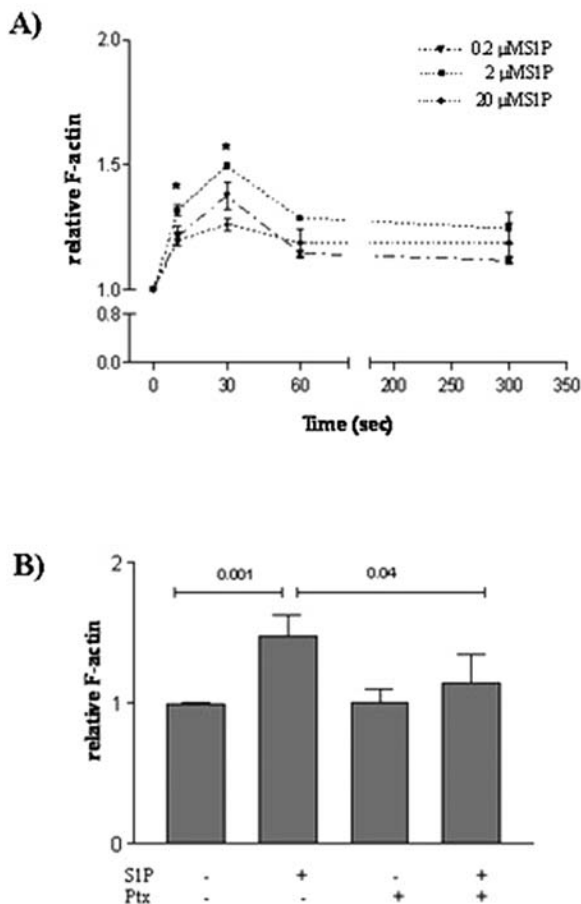 A)
2.0
1.5
1.0
0.8
0.0
relative F-actin
* *
0.2 µMS1P
2 µMS1P
20 µMS1P
0 30 60 200 250 300 350
Time (sec)
B)
2
1
0
relative F-actin
0.001 0.04
S1P - + - +
Ptx - - + +